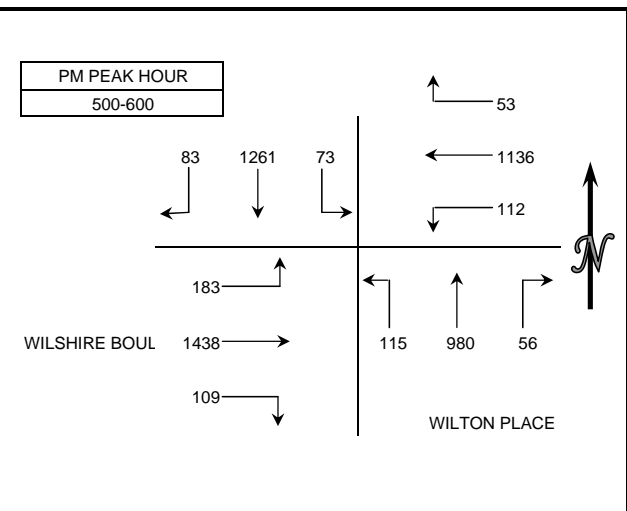 PM PEAK HOUR
500-600
53
83 1261 73
1136
112
N
183
WILSHIRE BOUL 1438
115 980 56
109
WILTON PLACE